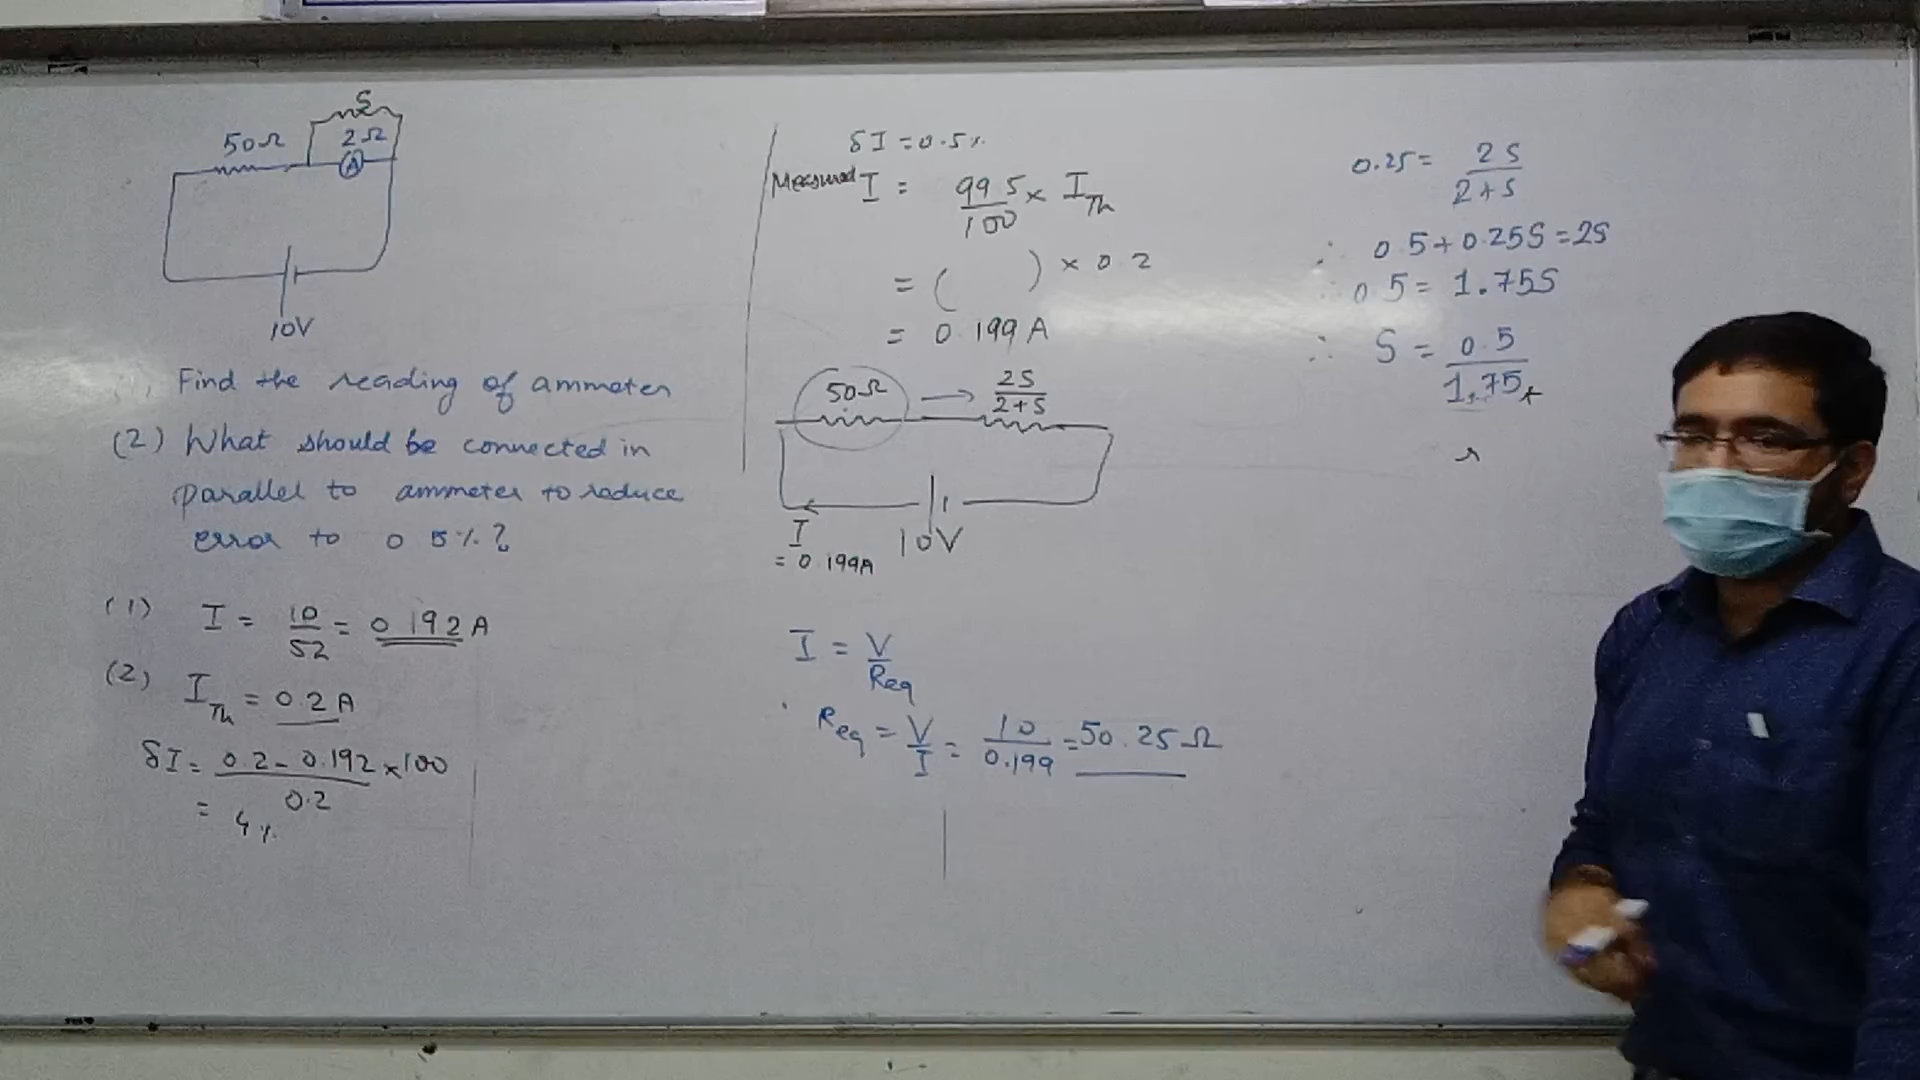 S
50Ω 2Ω
A
10V
(1) Find the reading of ammeter
(2) What should be connected in
parallel to ammeter to reduce
error to 0.5%?
(1) I = 10/52 = 0.192 A
(2) I_Th = 0.2 A
δI = 0.2 - 0.192/0.2 × 100
= 4%
δI = 0.5%
Measured I = 99.5/100 × I_Th
= ( ) × 0.2
= 0.199 A
50Ω → 2S/2+S
I
= 0.199A
10V
I = V/Req
Req = V/I = 10/0.199 = 50.25 Ω
0.25 = 2S/2+S
∴ 0.5 + 0.25S = 2S
∴ 0.5 = 1.75S
∴ S = 0.5/1.75